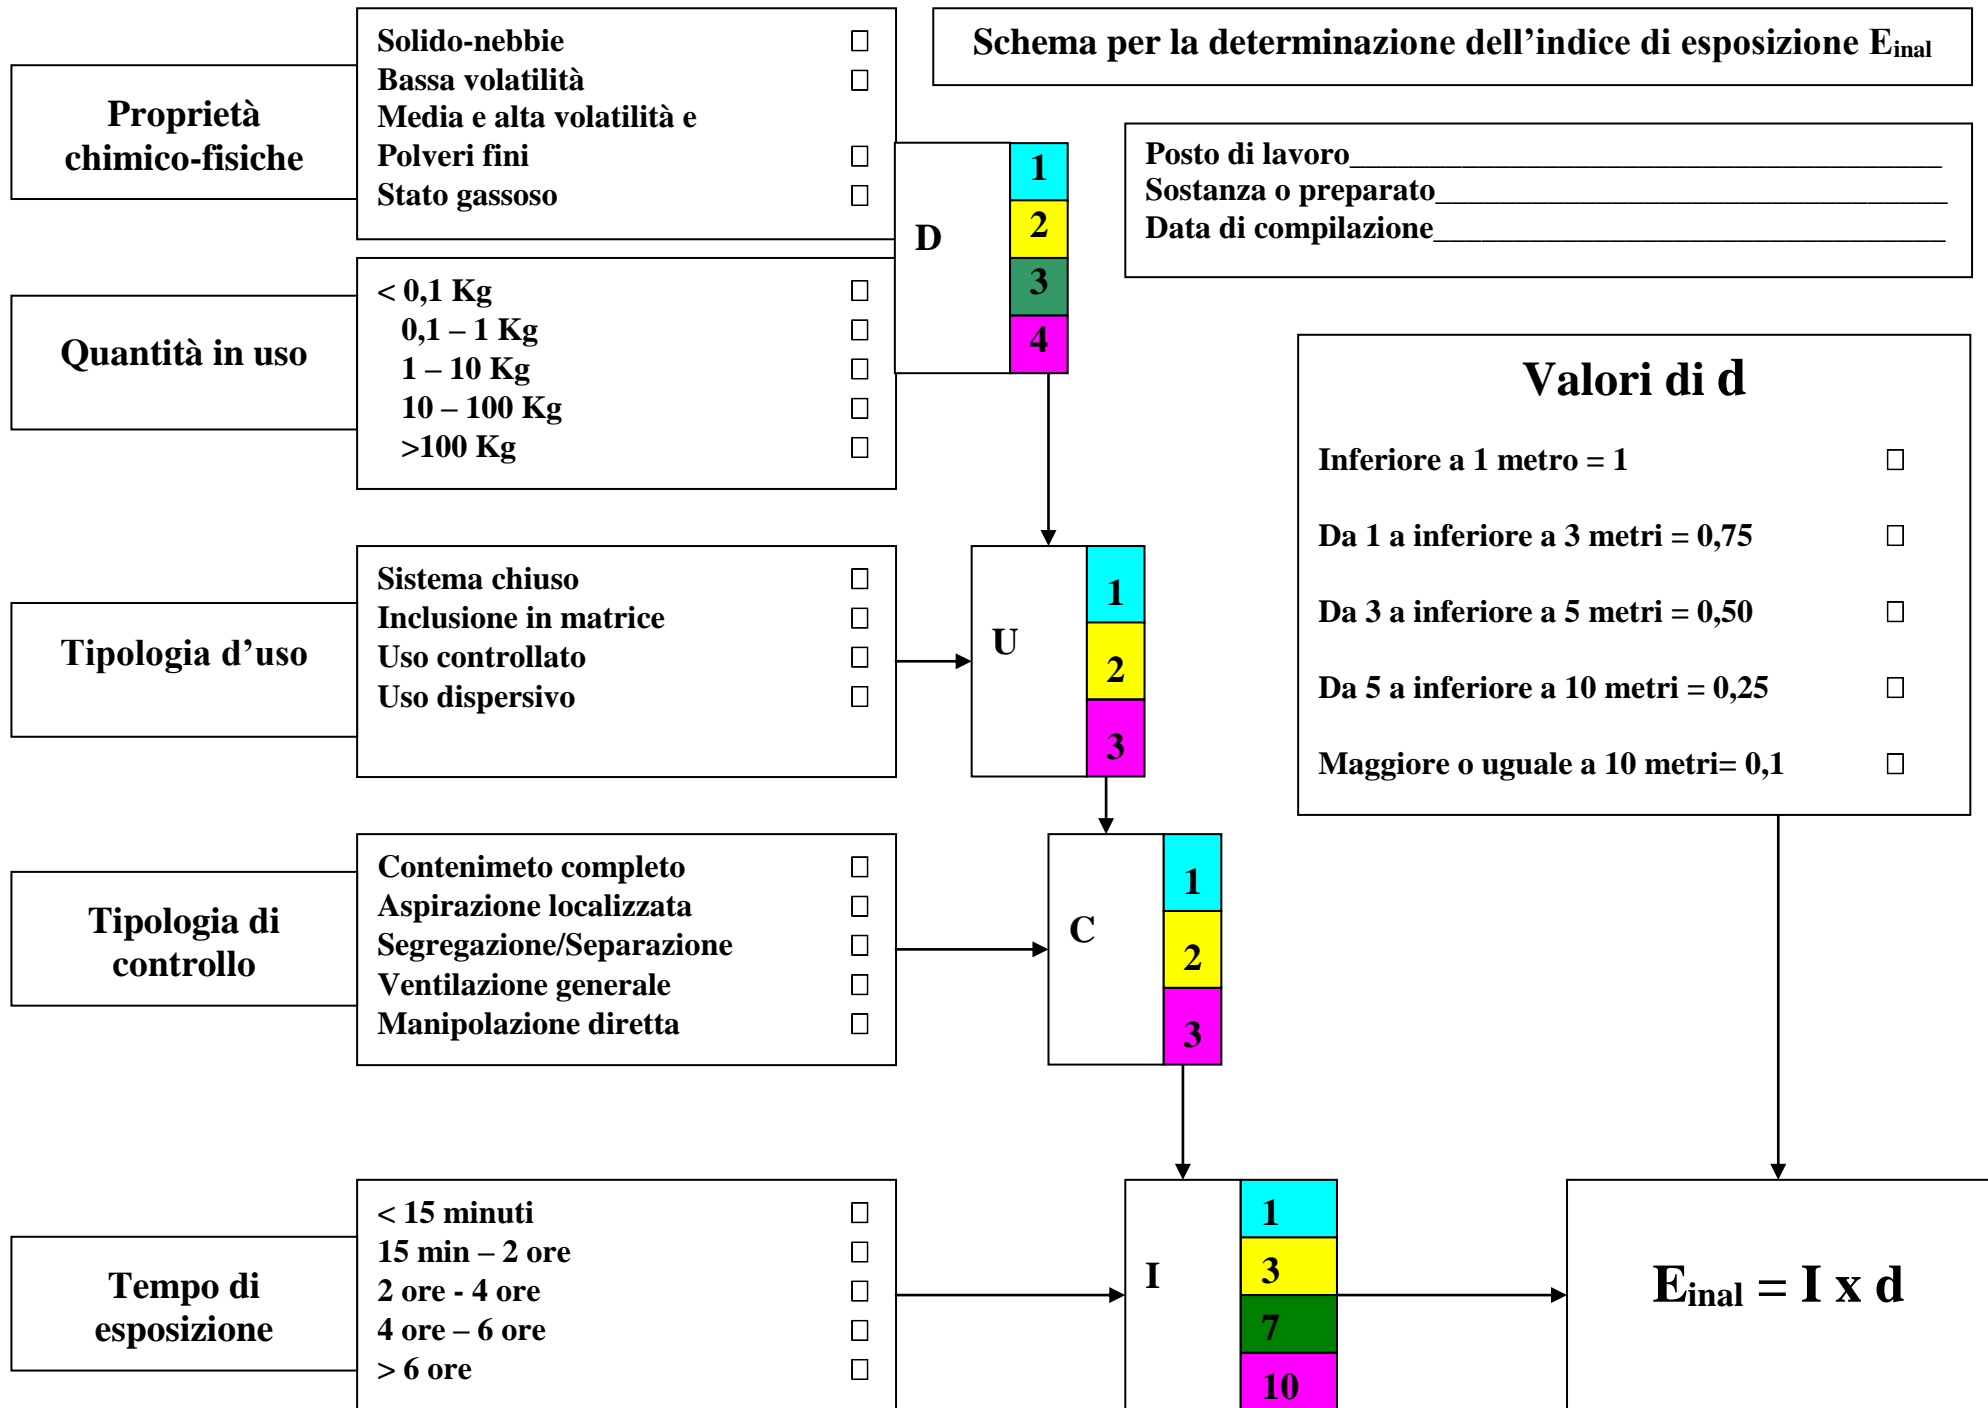 Schema per la determinazione dell’indice di esposizione Einal
Posto di lavoro_____________________________________
Sostanza o preparato________________________________
Data di compilazione________________________________
Proprietà
chimico-fisiche
Solido-nebbie □
Bassa volatilità □
Media e alta volatilità e
Polveri fini □
Stato gassoso □
Quantità in uso
< 0,1 Kg □
0,1 – 1 Kg □
1 – 10 Kg □
10 – 100 Kg □
>100 Kg □
D
1
2
3
4
Valori di d
Inferiore a 1 metro = 1 □
Da 1 a inferiore a 3 metri = 0,75 □
Da 3 a inferiore a 5 metri = 0,50 □
Da 5 a inferiore a 10 metri = 0,25 □
Maggiore o uguale a 10 metri= 0,1 □
Tipologia d’uso
Sistema chiuso □
Inclusione in matrice □
Uso controllato □
Uso dispersivo □
U
1
2
3
Tipologia di
controllo
Contenimeto completo □
Aspirazione localizzata □
Segregazione/Separazione □
Ventilazione generale □
Manipolazione diretta □
C
1
2
3
Tempo di
esposizione
< 15 minuti □
15 min – 2 ore □
2 ore - 4 ore □
4 ore – 6 ore □
> 6 ore □
I
1
3
7
10
Einal = I x d